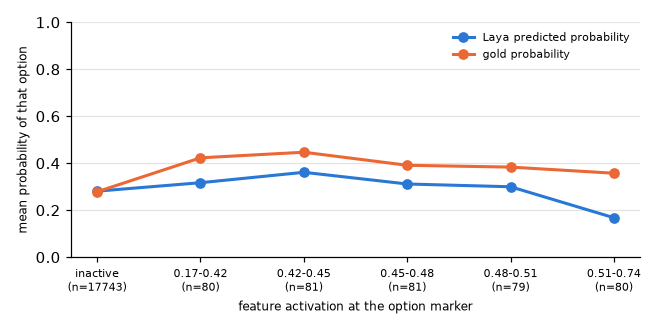 1.0
0.8
0.6
0.4
0.2
0.0
mean probability of that option
Laya predicted probability
gold probability
inactive
(n=17743)
0.17-0.42
(n=80)
0.42-0.45
(n=81)
0.45-0.48
(n=81)
0.48-0.51
(n=79)
0.51-0.74
(n=80)
feature activation at the option marker